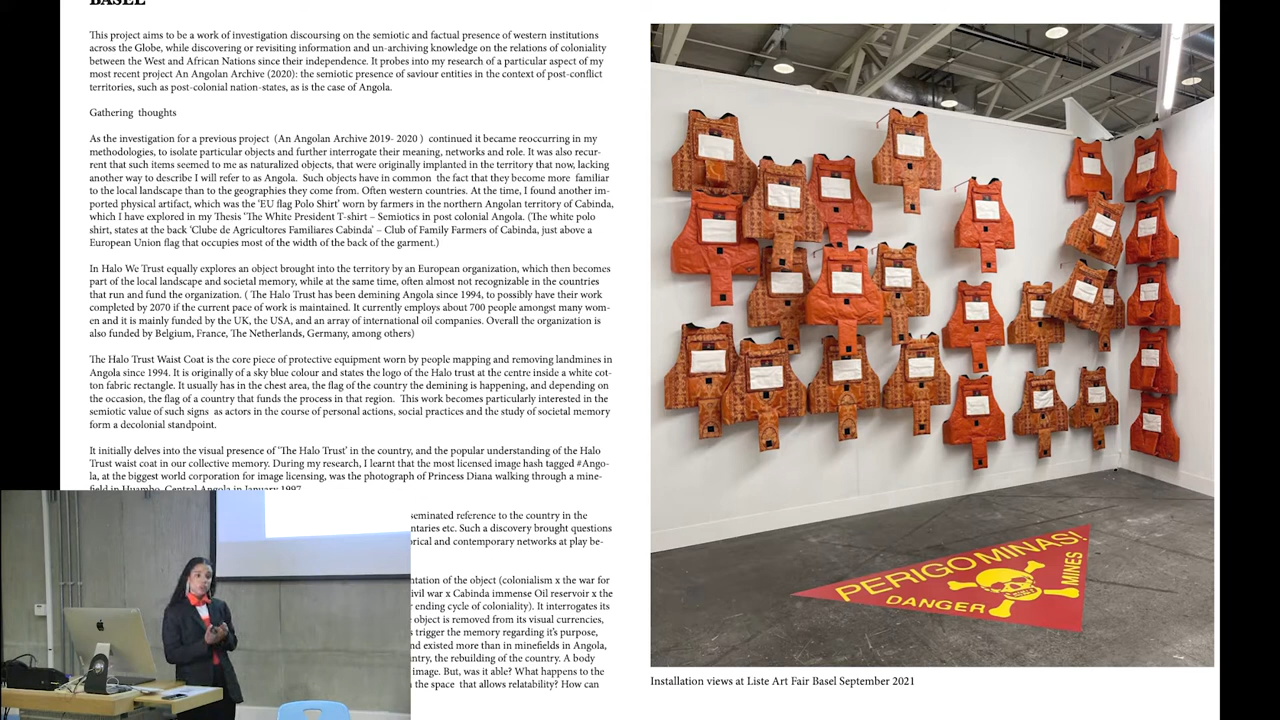 BASEL
This project aims to be a work of investigation discoursing on the semiotic and factual presence of western institutions
across the Globe, while discovering or revisiting information and un-archiving knowledge on the relations of coloniality
between the West and African Nations since their independence. It probes into my research of a particular aspect of my
most recent project An Angolan Archive (2020): the semiotic presence of saviour entities in the context of post-conflict
territories, such as post-colonial nation-states, as is the case of Angola.
Gathering thoughts
As the investigation for a previous project (An Angolan Archive 2019- 2020 ) continued it became reoccurring in my
methodologies, to isolate particular objects and further interrogate their meaning, networks and role. It was also recur-
rent that such items seemed to me as naturalized objects, that were originally implanted in the territory that now, lacking
another way to describe I will refer to as Angola. Such objects have in common the fact that they become more familiar
to the local landscape than to the geographies they come from. Often western countries. At the time, I found another im-
ported physical artifact, which was the 'EU flag Polo Shirt' worn by farmers in the northern Angolan territory of Cabinda,
which I have explored in my Thesis 'The White President T-shirt – Semiotics in post colonial Angola. (The white polo
shirt, states at the back 'Clube de Agricultores Familiares Cabinda' – Club of Family Farmers of Cabinda, just above a
European Union flag that occupies most of the width of the back of the garment.)
In Halo We Trust equally explores an object brought into the territory by an European organization, which then becomes
part of the local landscape and societal memory, while at the same time, often almost not recognizable in the countries
that run and fund the organization. ( The Halo Trust has been demining Angola since 1994, to possibly have their work
completed by 2070 if the current pace of work is maintained. It currently employs about 700 peoples amongst many wom-
en and it is mainly funded by the UK, the USA, and an array of international oil companies. Overall the organization is
also funded by Belgium, France, The Netherlands, Germany, among others)
The Halo Trust Waist Coat is the core piece of protective equipment worn by people mapping and removing landmines in
Angola since 1994. It is originally of a sky blue colour and states the logo of the Halo trust at the centre inside a white cot-
ton fabric rectangle. It usually has in the chest area, the flag of the country the demining is happening, and depending on
the occasion, the flag of a country that funds the process in that region. This work becomes particularly interested in the
semiotic value of such signs as actors in the course of personal actions, social practices and the study of societal memory
form a decolonial standpoint.
It initially delves into the visual presence of 'The Halo Trust' in the country, and the popular understanding of the Halo
Trust waist coat in our collective memory. During my research, I learnt that the most licensed image hash tagged #Ango-
la, at the biggest world corporation for image licensing, was the photograph of Princess Diana walking through a mine-
field in Huambo, Central Angola in January 1997
seminated reference to the country in the
ntaries etc. Such a discovery brought questions
orical and contemporary networks at play be-
ntation of the object (colonialism x the war for
ivil war x Cabinda immense Oil reservoir x the
ending cycle of coloniality). It interrogates its
object is removed from its visual currencies,
trigger the memory regarding it's purpose,
nd existed more than in minefields in Angola,
ntry, the rebuilding of the country. A body
image. But, was it able? What happens to the
the space that allows relatability? How can
PERIGO MINAS!
DANGER MINES
Installation views at Liste Art Fair Basel September 2021